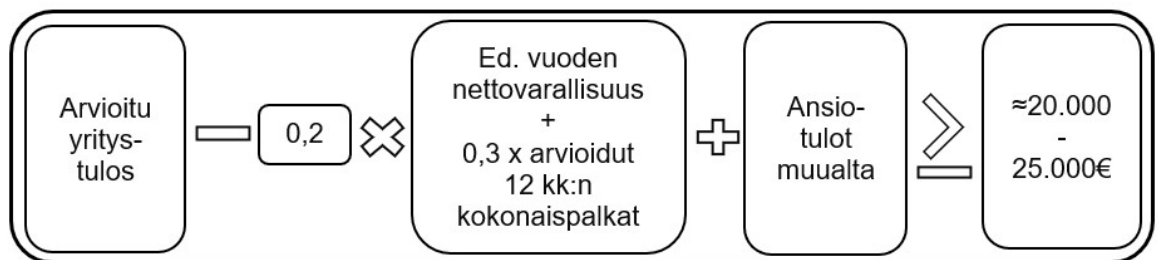 Arvioitu
yritys-
tulos
0,2
Ed. vuoden
nettovarallisuus
+
0,3 x arvioidut
12 kk:n
kokonaispalkat
Ansio-
tulot
muualta
≈20.000
-
25.000€